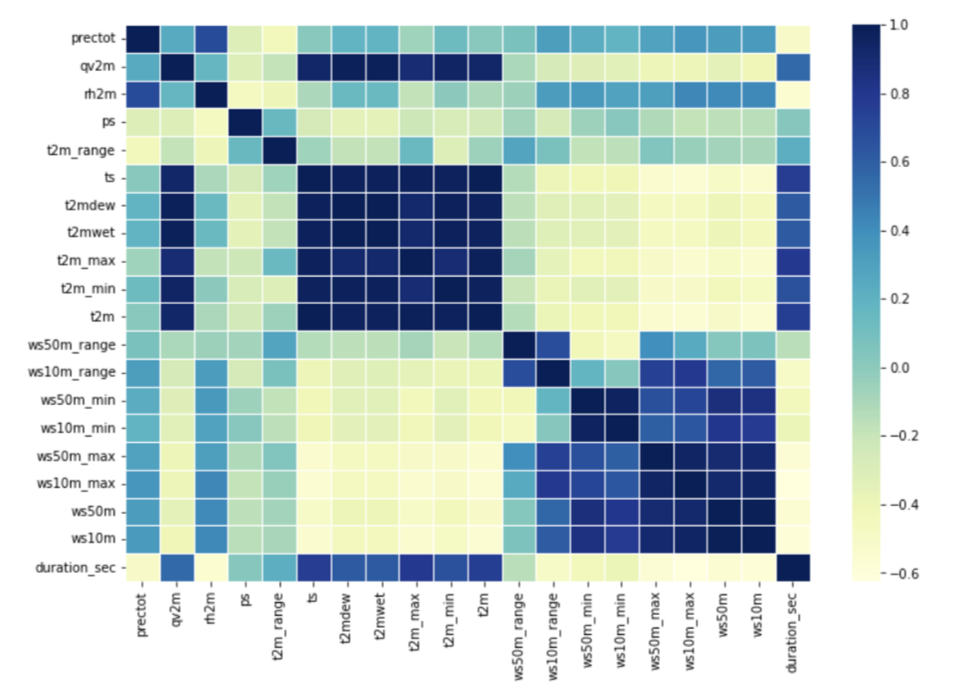 prectot
qv2m
rh2m
ps
t2m_range
ts
t2mdew
t2mwet
t2m_max
t2m_min
t2m
ws50m_range
ws10m_range
ws50m_min
ws10m_min
ws50m_max
ws10m_max
ws50m
ws10m
duration_sec
prectot
qv2m
rh2m
ps
t2m_range
ts
t2mdew
t2mwet
t2m_max
t2m_min
t2m
ws50m_range
ws10m_range
ws50m_min
ws10m_min
ws50m_max
ws10m_max
ws50m
ws10m
duration_sec
1.0
0.8
0.6
0.4
0.2
0.0
−0.2
−0.4
−0.6